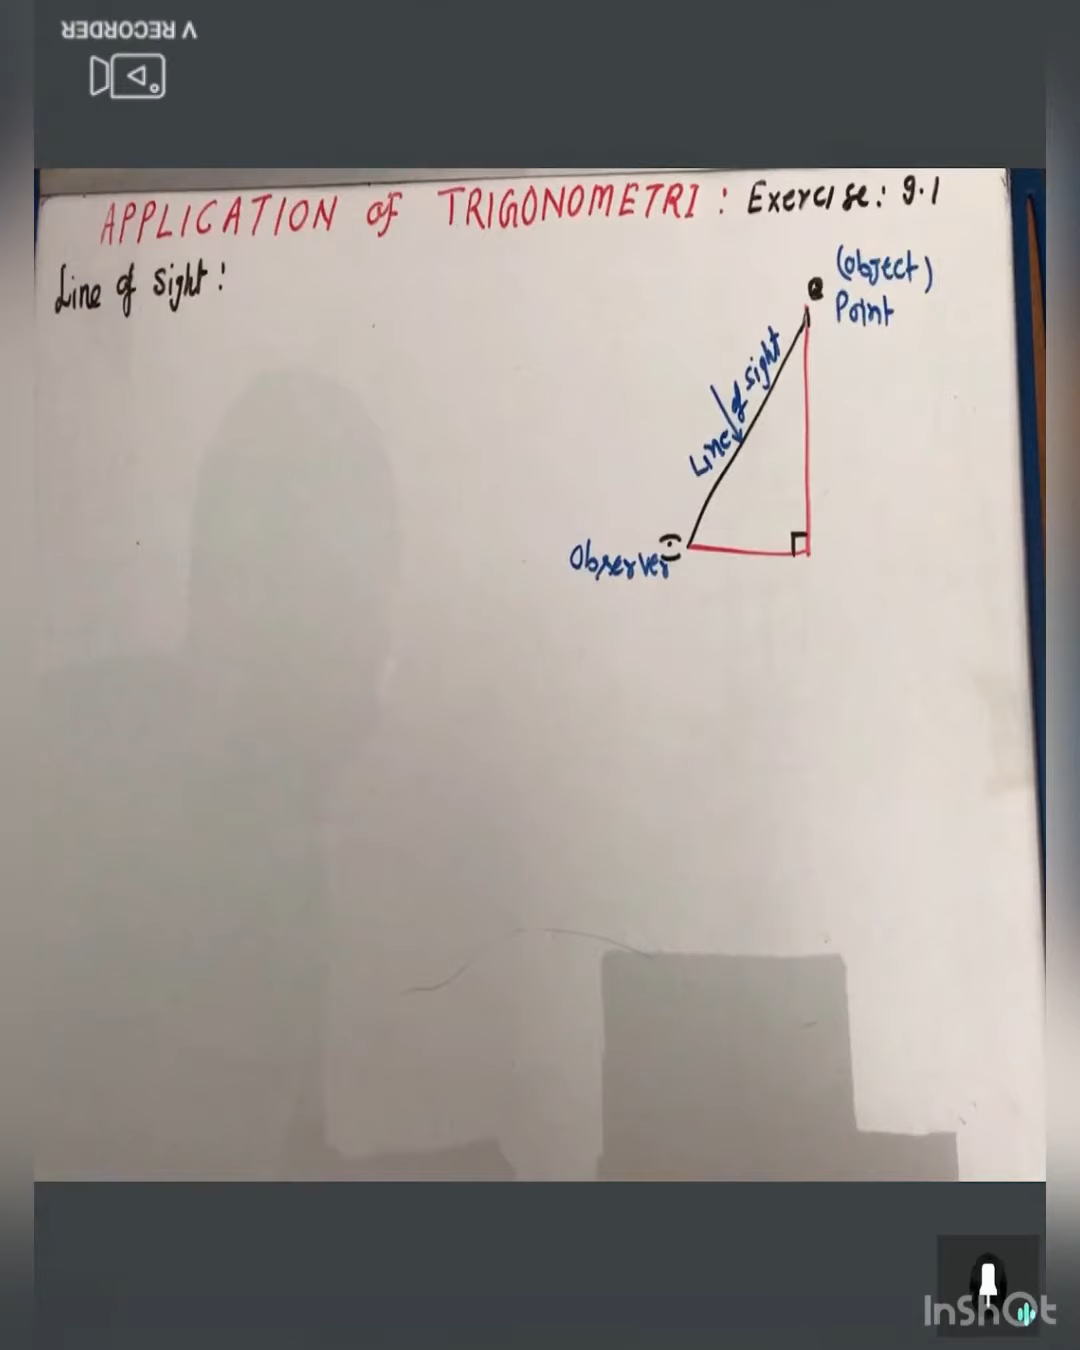 V RECORDER
APPLICATION of TRIGONOMETRI : Exercise: 9.1
Line of sight :
(object)
Point
Line of sight
Observer
InShOt